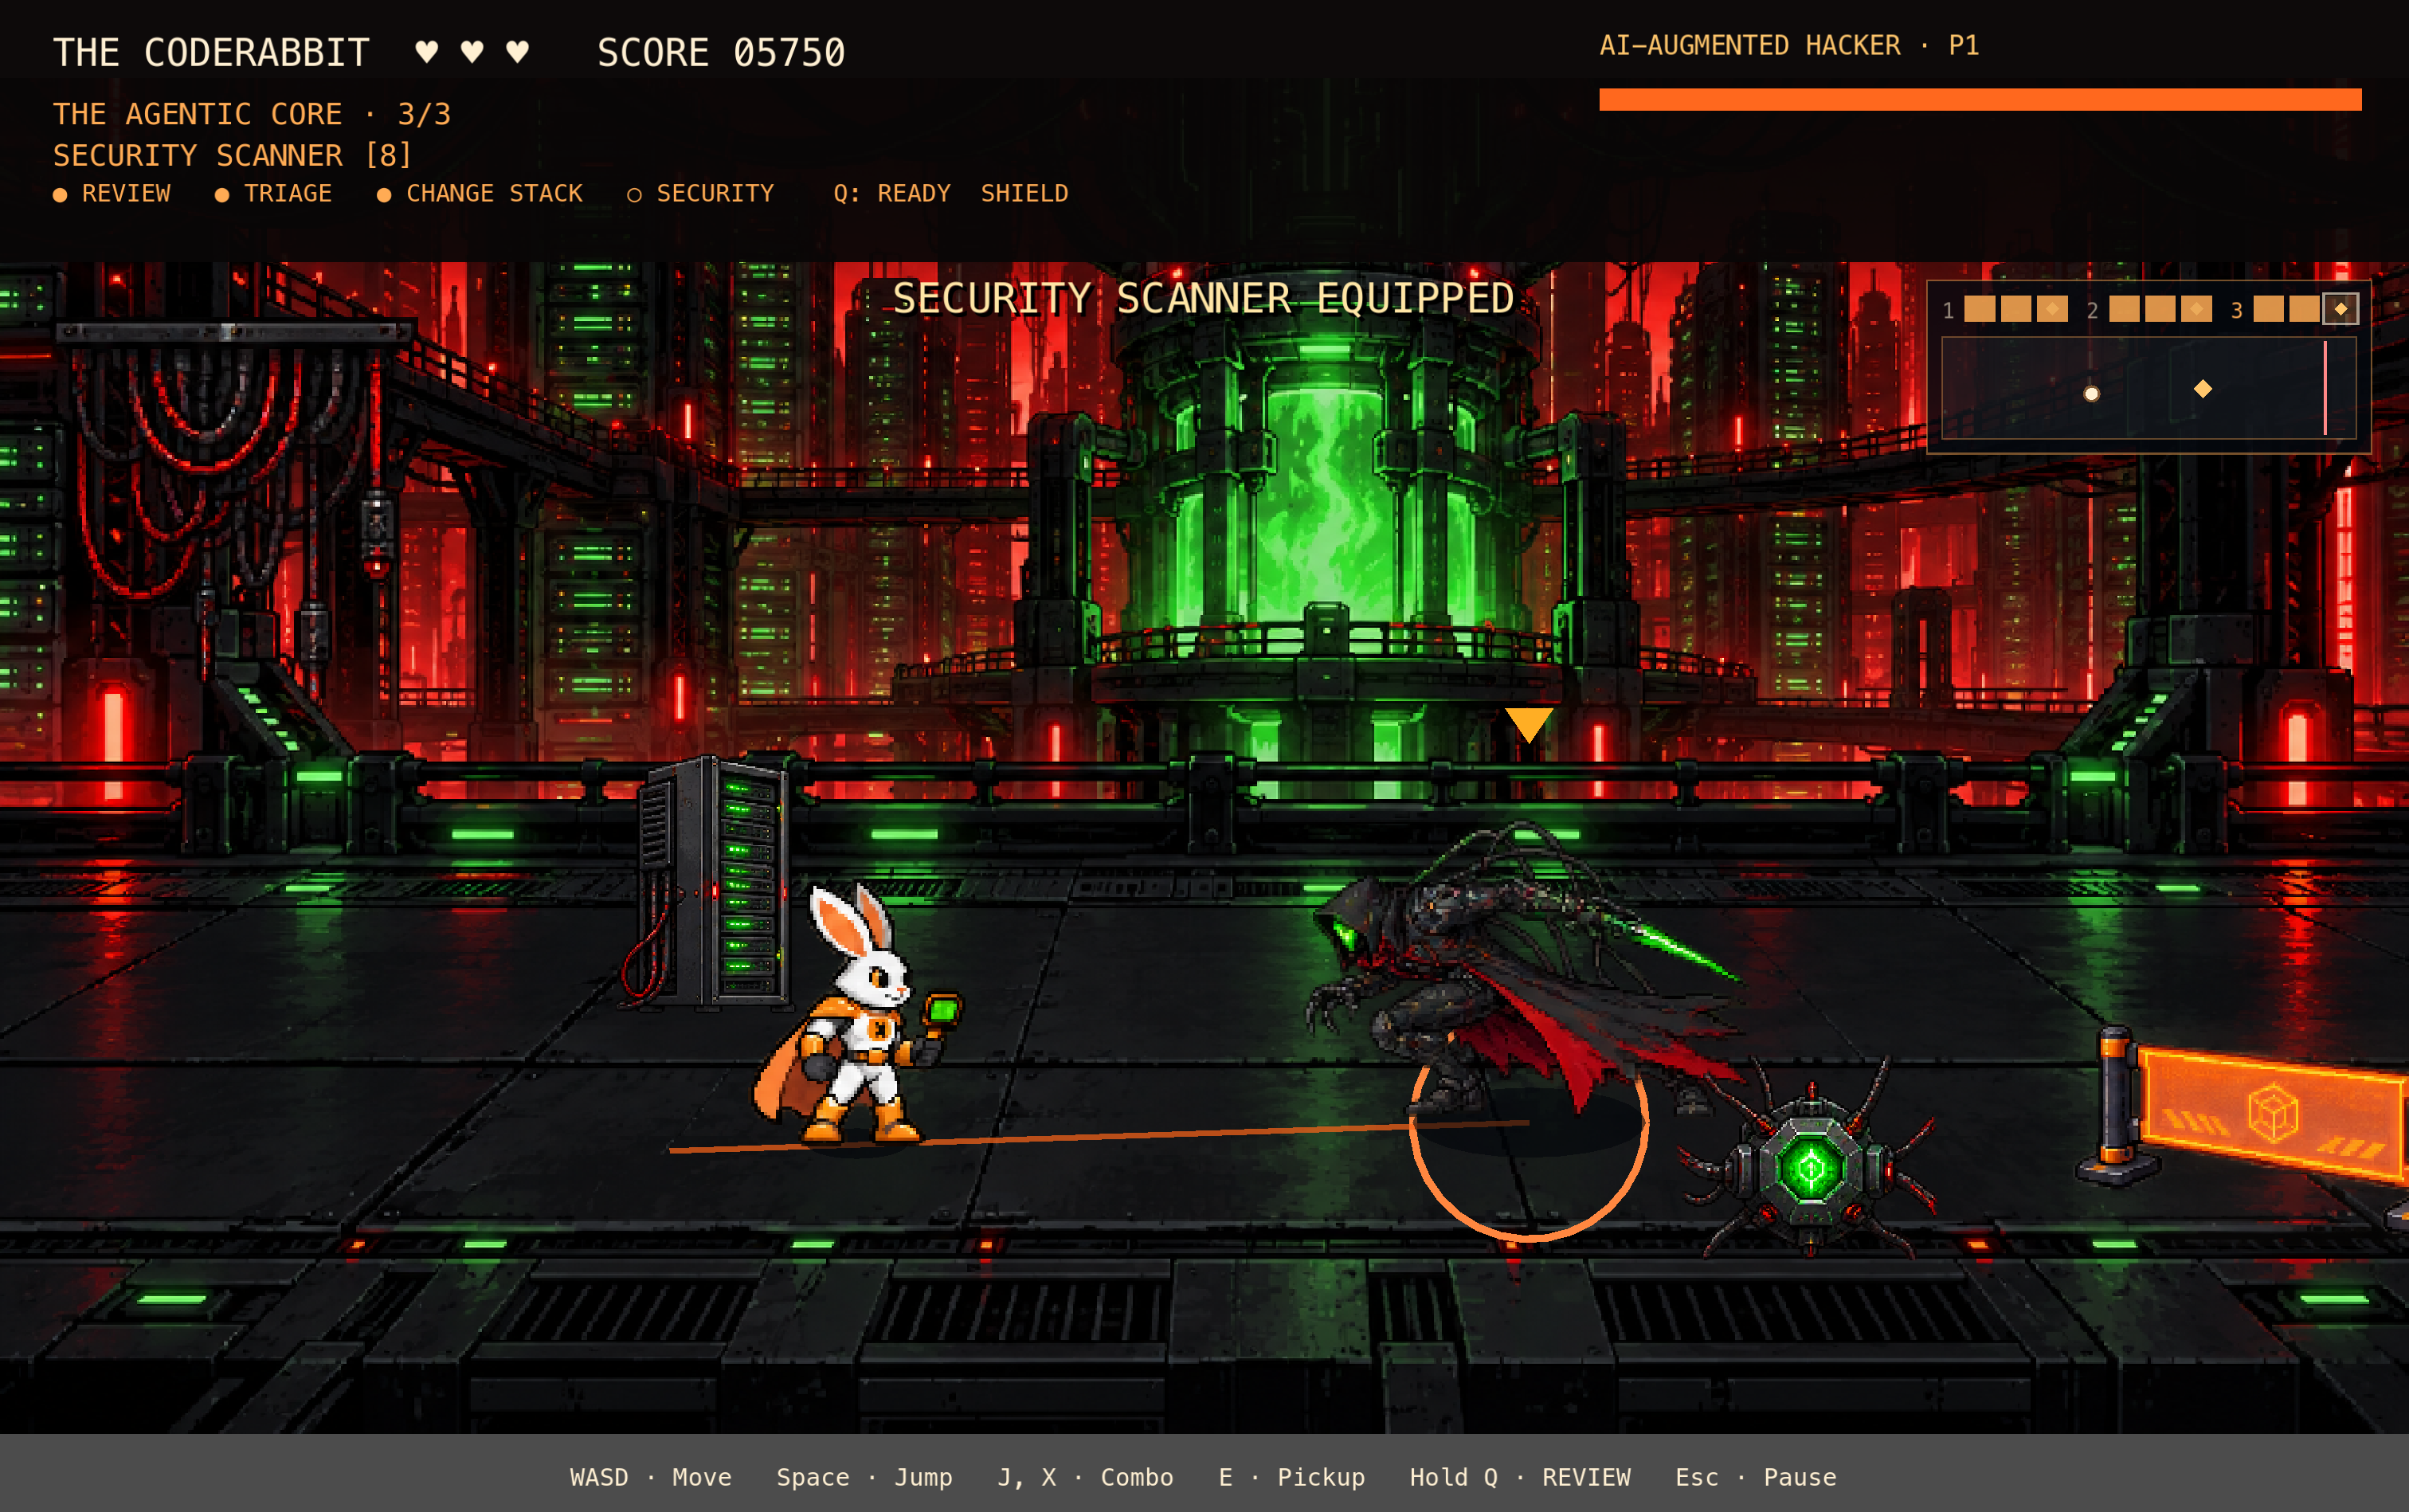 THE CODERABBIT ♥ ♥ ♥ SCORE 05750
AI–AUGMENTED HACKER · P1
THE AGENTIC CORE · 3/3
SECURITY SCANNER [8]
● REVIEW ● TRIAGE ● CHANGE STACK ○ SECURITY Q: READY SHIELD
SECURITY SCANNER EQUIPPED
1 2 3
WASD · Move Space · Jump J, X · Combo E · Pickup Hold Q · REVIEW Esc · Pause